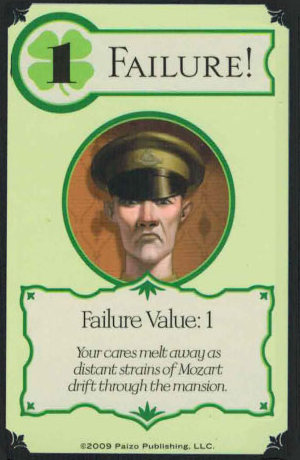 1 FAILURE!
Failure Value: 1
Your cares melt away as
distant strains of Mozart
drift through the mansion.
©2009 Paizo Publishing, LLC.